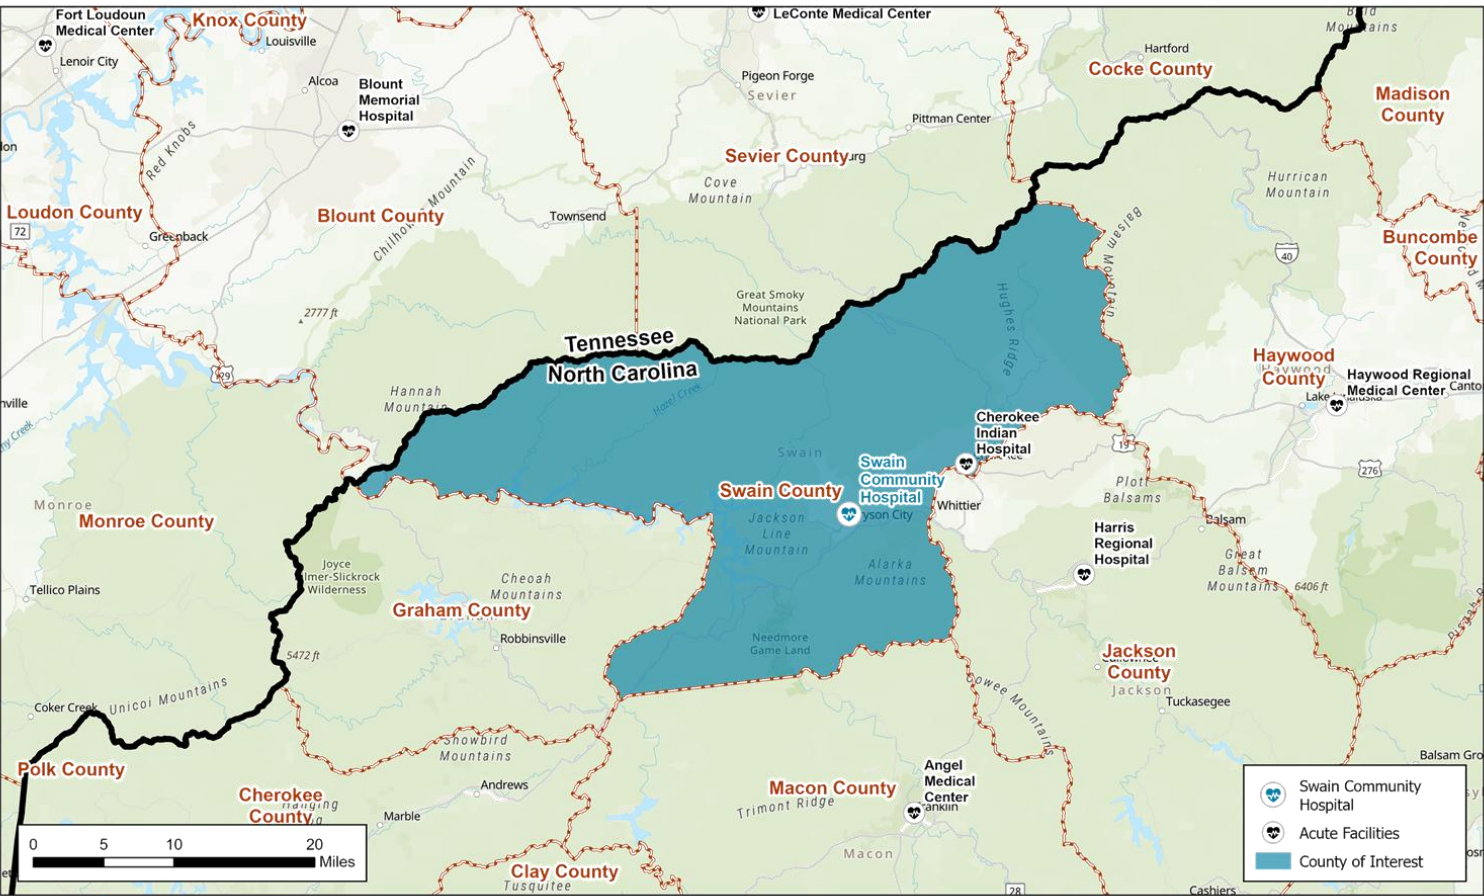 Fort Loudoun
Medical Center
Knox County
LeConte Medical Center
Louisville
Hartford
Lenoir City
Cocke County
Alcoa
Blount
Memorial
Hospital
Pigeon Forge
Sevier
Madison
County
Pittman Center
Red Knobs
Sevier County
Cove
Mountain
Hurrican
Mountain
Loudon County
72
Blount County
Townsend
Greenback
Balsam Mountain
Buncombe
County
40
2777 ft
Great Smoky
Mountains
National Park
Hughes Ridge
Tennessee
North Carolina
Haywood
County
Haywood
Haywood Regional
Medical Center
Hannah
Mountain
Hazel Creek
Cherokee
Indian
Hospital
19
276
Swain
Swain
Community
Hospital
Swain County
Monroe
Monroe County
Jackson
Line
Mountain
Whittier
Plott
Balsams
Balsam
Harris
Regional
Hospital
Alarka
Mountains
Great
Balsam
Mountains
6406 ft
Joyce
Wilderness
Tellico Plains
Cheoah
Mountains
Graham County
Robbinsville
Needmore
Game Land
5472 ft
Jackson
County
Jackson
Cowee Mountains
Tuckasegee
Coker Creek
Unicoi Mountains
Snowbird
Mountains
Polk County
Andrews
Cherokee
County
Marble
Macon County
Trimont Ridge
Angel
Medical
Center
Macon
Clay County
Tusquitee
28
Cashiers
Balsam Gro
0 5 10 20
Miles
Swain Community
Hospital
Acute Facilities
County of Interest